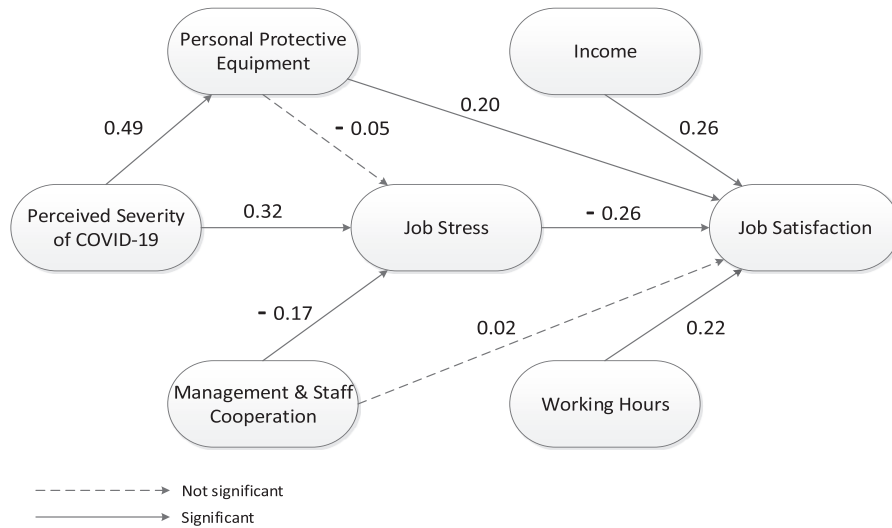 Personal Protective
Equipment
Income
0.20
0.49
- 0.05
0.26
Perceived Severity
of COVID-19
0.32
Job Stress
- 0.26
Job Satisfaction
- 0.17
0.02
0.22
Management & Staff
Cooperation
Working Hours
Not significant
Significant